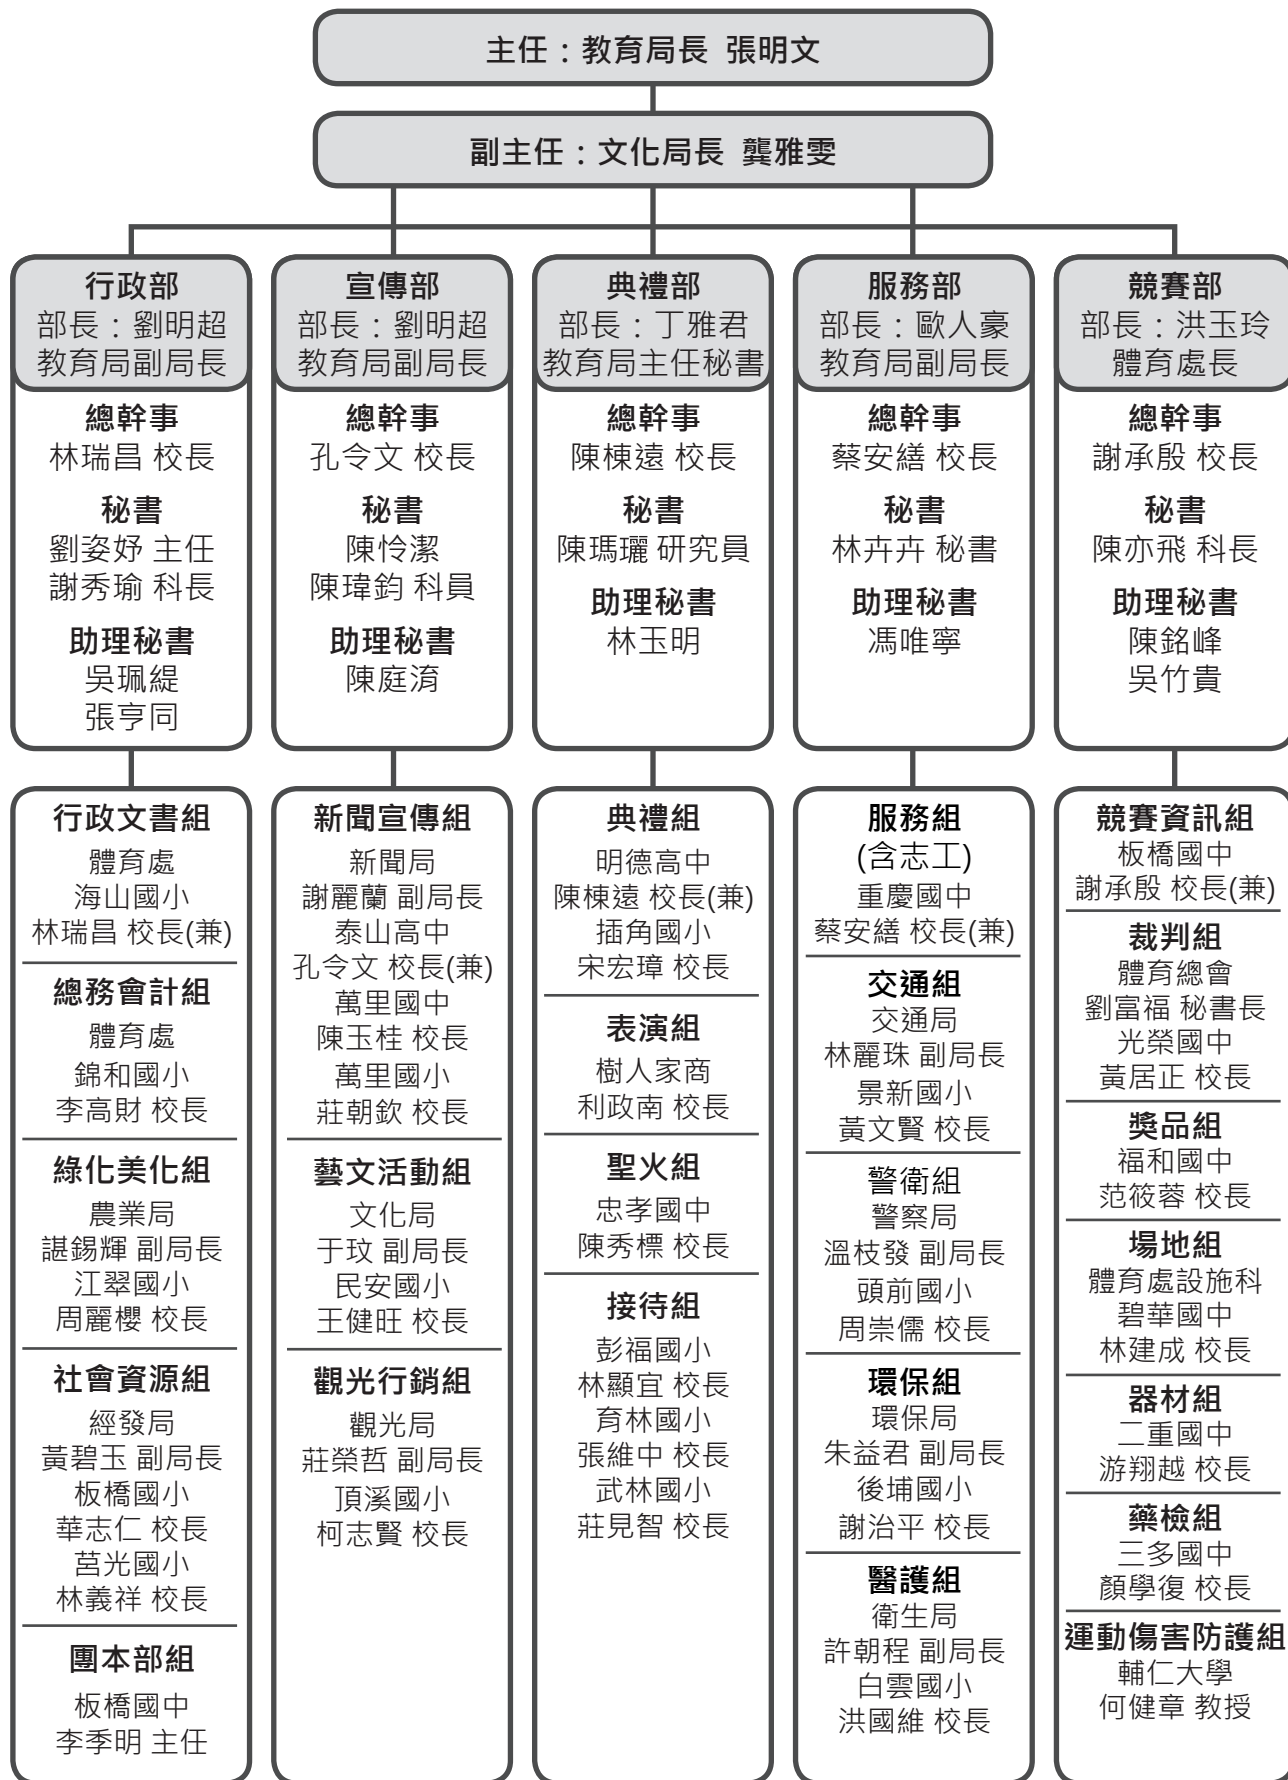 主任：教育局長 張明文
副主任：文化局長 龔雅雯
行政部
部長：劉明超
教育局副局長
總幹事
林瑞昌 校長
秘書
劉姿妤 主任
謝秀瑜 科長
助理秘書
吳珮緹
張亨同
宣傳部
部長：劉明超
教育局副局長
總幹事
孔令文 校長
秘書
陳怜潔
陳瑋鈞 科員
助理秘書
陳庭淯
典禮部
部長：丁雅君
教育局主任秘書
總幹事
陳棟遠 校長
秘書
陳瑪瓏 研究員
助理秘書
林玉明
服務部
部長：歐人豪
教育局副局長
總幹事
蔡安繕 校長
秘書
林卉卉 秘書
助理秘書
馮唯寧
競賽部
部長：洪玉玲
體育處長
總幹事
謝承殷 校長
秘書
陳亦飛 科長
助理秘書
陳銘峰
吳竹貴
行政文書組
體育處
海山國小
林瑞昌 校長(兼)
總務會計組
體育處
錦和國小
李高財 校長
綠化美化組
農業局
諶錫輝 副局長
江翠國小
周麗櫻 校長
社會資源組
經發局
黃碧玉 副局長
板橋國小
華志仁 校長
莒光國小
林義祥 校長
團本部組
板橋國中
李季明 主任
新聞宣傳組
新聞局
謝麗蘭 副局長
泰山高中
孔令文 校長(兼)
萬里國中
陳玉桂 校長
萬里國小
莊朝欽 校長
藝文活動組
文化局
于玟 副局長
民安國小
王健旺 校長
觀光行銷組
觀光局
莊榮哲 副局長
頂溪國小
柯志賢 校長
典禮組
明德高中
陳棟遠 校長(兼)
插角國小
宋宏璋 校長
表演組
樹人家商
利政南 校長
聖火組
忠孝國中
陳秀標 校長
接待組
彭福國小
林顯宜 校長
育林國小
張維中 校長
武林國小
莊見智 校長
服務組
(含志工)
重慶國中
蔡安繕 校長(兼)
交通組
交通局
林麗珠 副局長
景新國小
黃文賢 校長
警衛組
警察局
溫枝發 副局長
頭前國小
周崇儒 校長
環保組
環保局
朱益君 副局長
後埔國小
謝治平 校長
醫護組
衛生局
許朝程 副局長
白雲國小
洪國維 校長
競賽資訊組
板橋國中
謝承殷 校長(兼)
裁判組
體育總會
劉富福 秘書長
光榮國中
黃居正 校長
獎品組
福和國中
范筱蓉 校長
場地組
體育處設施科
碧華國中
林建成 校長
器材組
二重國中
游翔越 校長
藥檢組
三多國中
顏學復 校長
運動傷害防護組
輔仁大學
何健章 教授